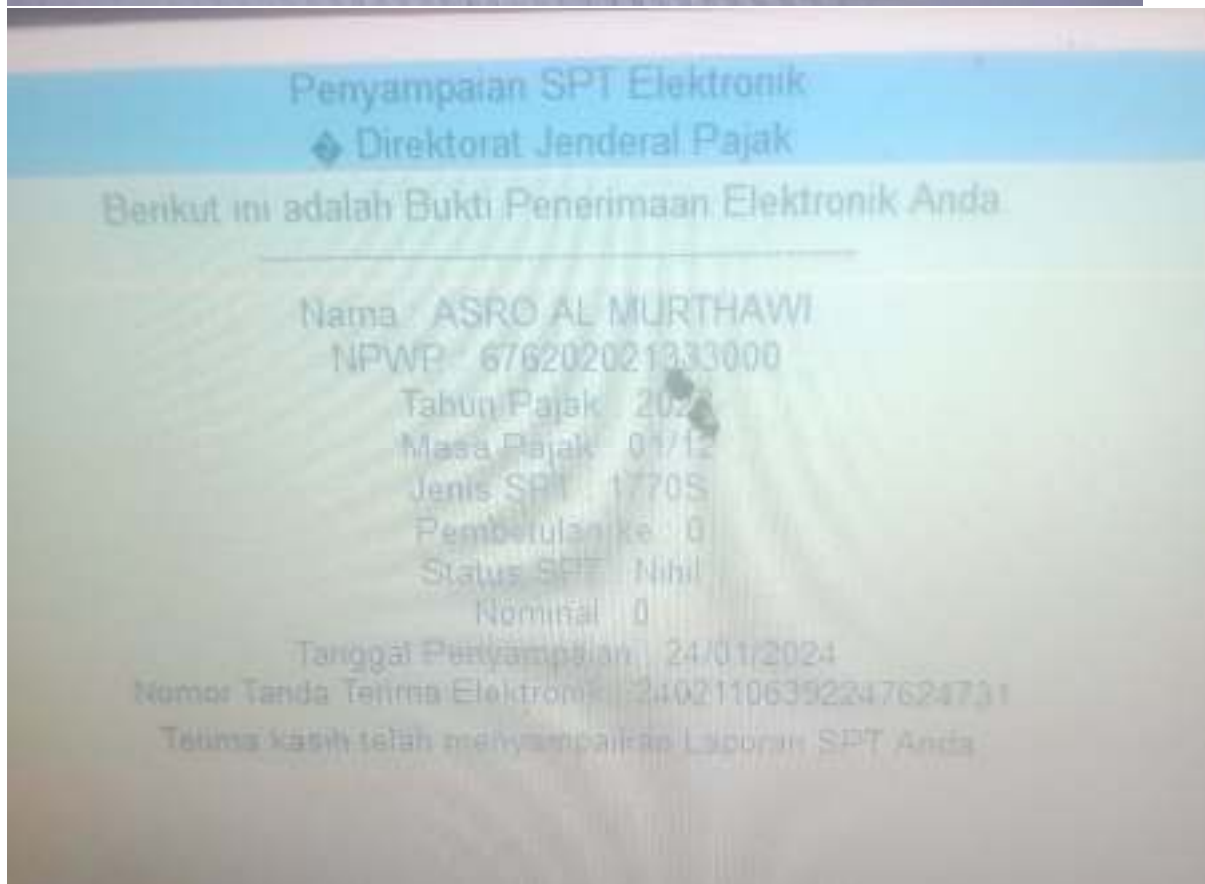 Penyampaian SPT Elektronik
� Direktorat Jenderal Pajak
Berikut ini adalah Bukti Penerimaan Elektronik Anda
Nama : ASRO AL MURTHAWI
NPWP : 676202021333000
Tahun Pajak : 2023
Masa Pajak : 01/12
Jenis SPT : 1770S
Pembetulan ke : 0
Status SPT : Nihil
Nominal : 0
Tanggal Penyampaian : 24/01/2024
Nomor Tanda Terima Elektronik : 24021106392247624731
Terima kasih telah menyampaikan Laporan SPT Anda